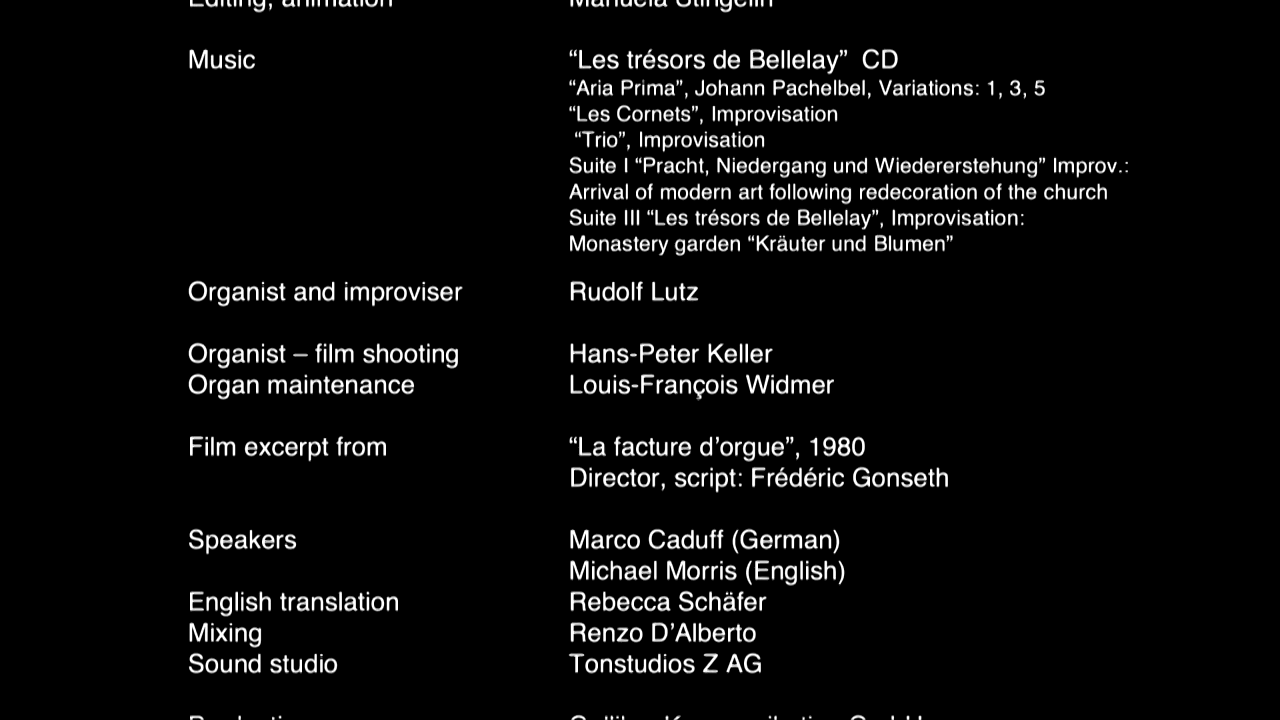 Editing, animation Manuela Stingelin
Music “Les trésors de Bellelay” CD
“Aria Prima”, Johann Pachelbel, Variations: 1, 3, 5
“Les Cornets”, Improvisation
“Trio”, Improvisation
Suite I “Pracht, Niedergang und Wiedererstehung” Improv.:
Arrival of modern art following redecoration of the church
Suite III “Les trésors de Bellelay”, Improvisation:
Monastery garden “Kräuter und Blumen”
Organist and improviser Rudolf Lutz
Organist – film shooting Hans-Peter Keller
Organ maintenance Louis-François Widmer
Film excerpt from “La facture d’orgue”, 1980
Director, script: Frédéric Gonseth
Speakers Marco Caduff (German)
Michael Morris (English)
English translation Rebecca Schäfer
Mixing Renzo D’Alberto
Sound studio Tonstudios Z AG